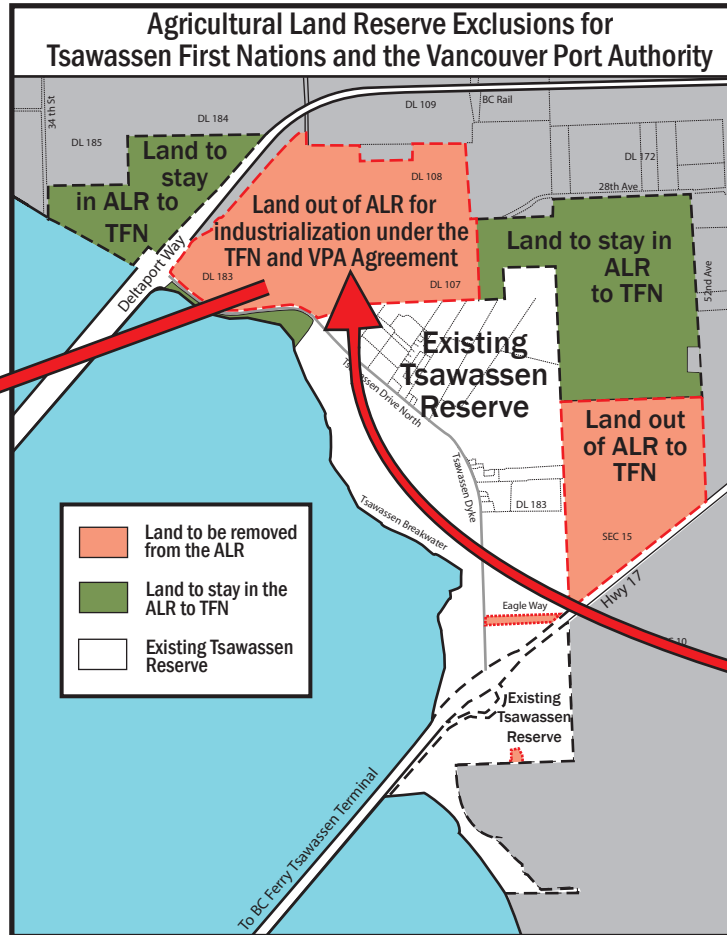 Agricultural Land Reserve Exclusions for
Tsawassen First Nations and the Vancouver Port Authority
34 th St
DL 185
DL 184
DL 109
BC Rail
DL 172
28th Ave
52nd Ave
Land to
stay
in ALR to
TFN
Deltaport Way
DL 108
Land out of ALR for
industrialization under the
TFN and VPA Agreement
DL 183
DL 107
Land to stay in
ALR
to TFN
Existing
Tsawassen
Reserve
Tsawassen Drive North
Land out
of ALR to
TFN
Tsawassen Dyke
DL 183
Tsawassen Breakwater
SEC 15
Hwy 17
Eagle Way
10
Land to be removed
from the ALR
Land to stay in the
ALR to TFN
Existing Tsawassen
Reserve
Existing
Tsawassen
Reserve
To BC Ferry Tsawassen Terminal